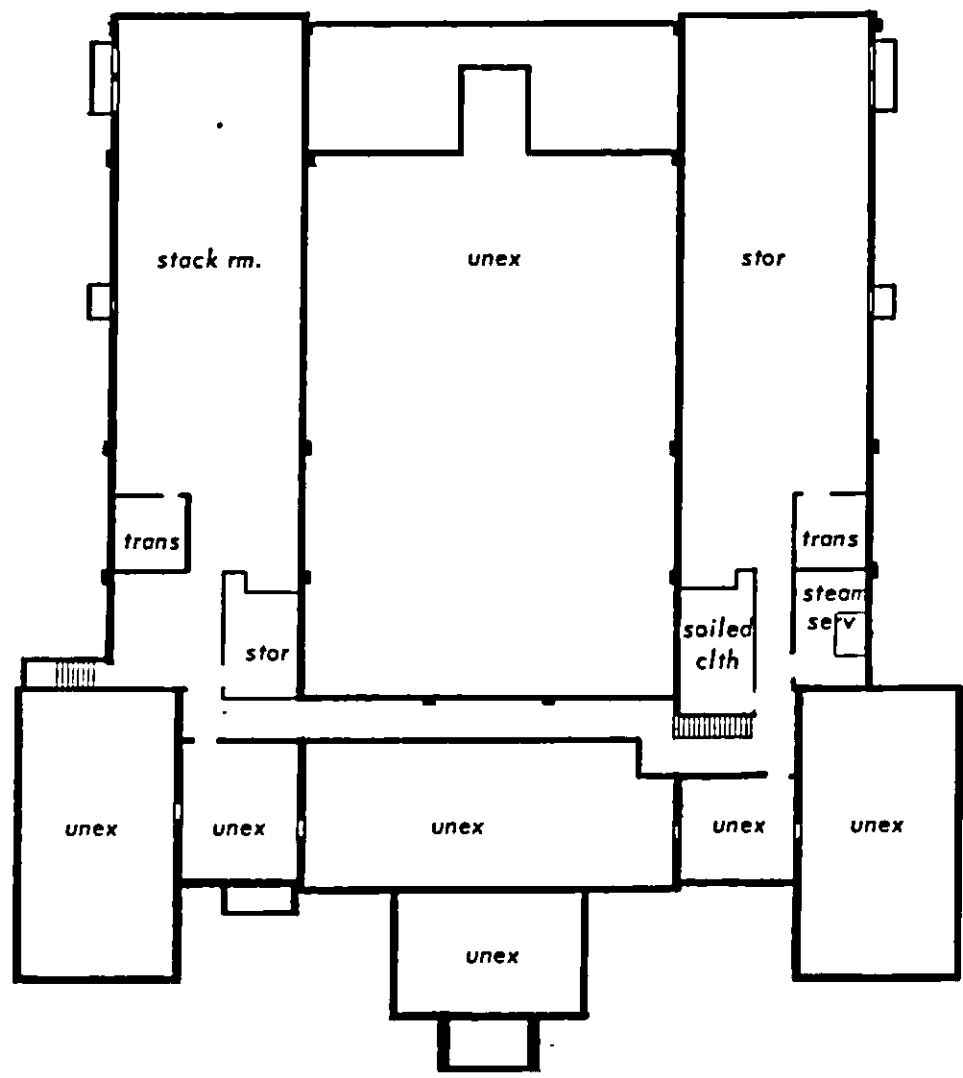 stack rm.
unex
stor
trans
trans
steam
serv
stor
soiled
clth
unex
unex
unex
unex
unex
unex